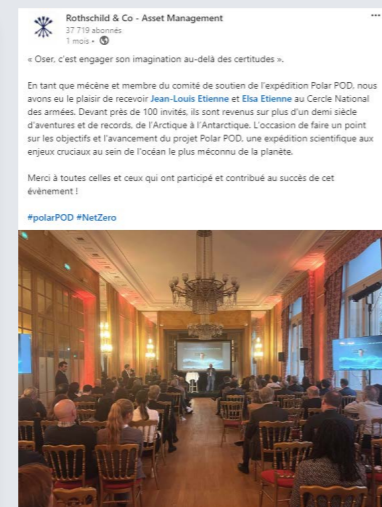 Rothschild & Co - Asset Management
37 719 abonnés
1 mois •
« Oser, c'est engager son imagination au-delà des certitudes ».
En tant que mécène et membre du comité de soutien de l'expédition Polar POD, nous
avons eu le plaisir de recevoir Jean-Louis Etienne et Elsa Etienne au Cercle National
des armées. Devant près de 100 invités, ils sont revenus sur plus d'un demi siècle
d'aventures et de records, de l'Arctique à l'Antarctique. L'occasion de faire un point
sur les objectifs et l'avancement du projet Polar POD, une expédition scientifique aux
enjeux cruciaux au sein de l'océan le plus méconnu de la planète.
Merci à toutes celles et ceux qui ont participé et contribué au succès de cet
évènement !
#polarPOD #NetZero